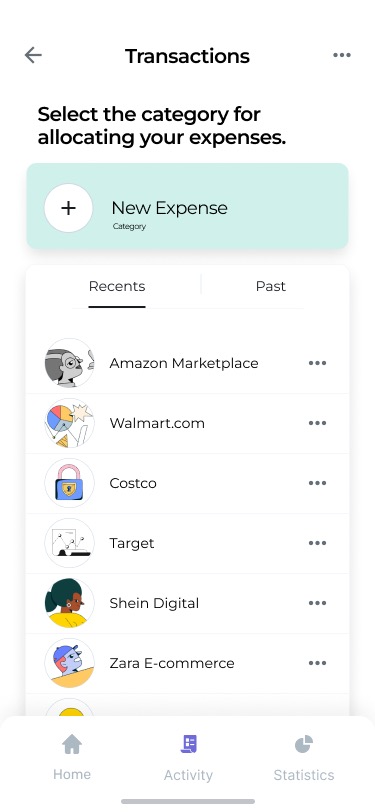 Transactions
Select the category for
allocating your expenses.
New Expense
Category
Recents
Past
Amazon Marketplace
Walmart.com
Costco
Target
Shein Digital
Zara E-commerce
Home
Activity
Statistics